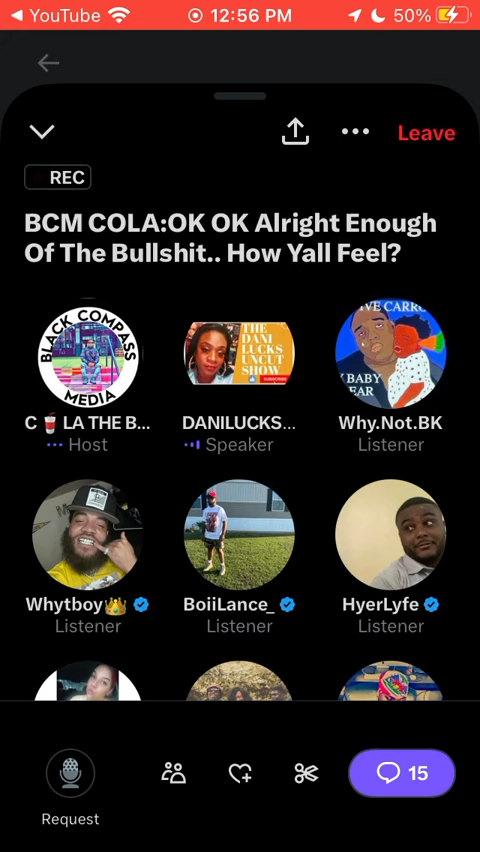 YouTube
12:56 PM
50%
Leave
REC
BCM COLA:OK OK Alright Enough
Of The Bullshit.. How Yall Feel?
BLACK COMPASS
MEDIA
THE
DANI
LUCKS
UNCUT
SHOW
C🥤LA THE B...
DANILUCKS...
Why.Not.BK
Host
Speaker
Listener
Whytboy👑
BoiiLance_
HyerLyfe
Listener
Listener
Listener
15
Request